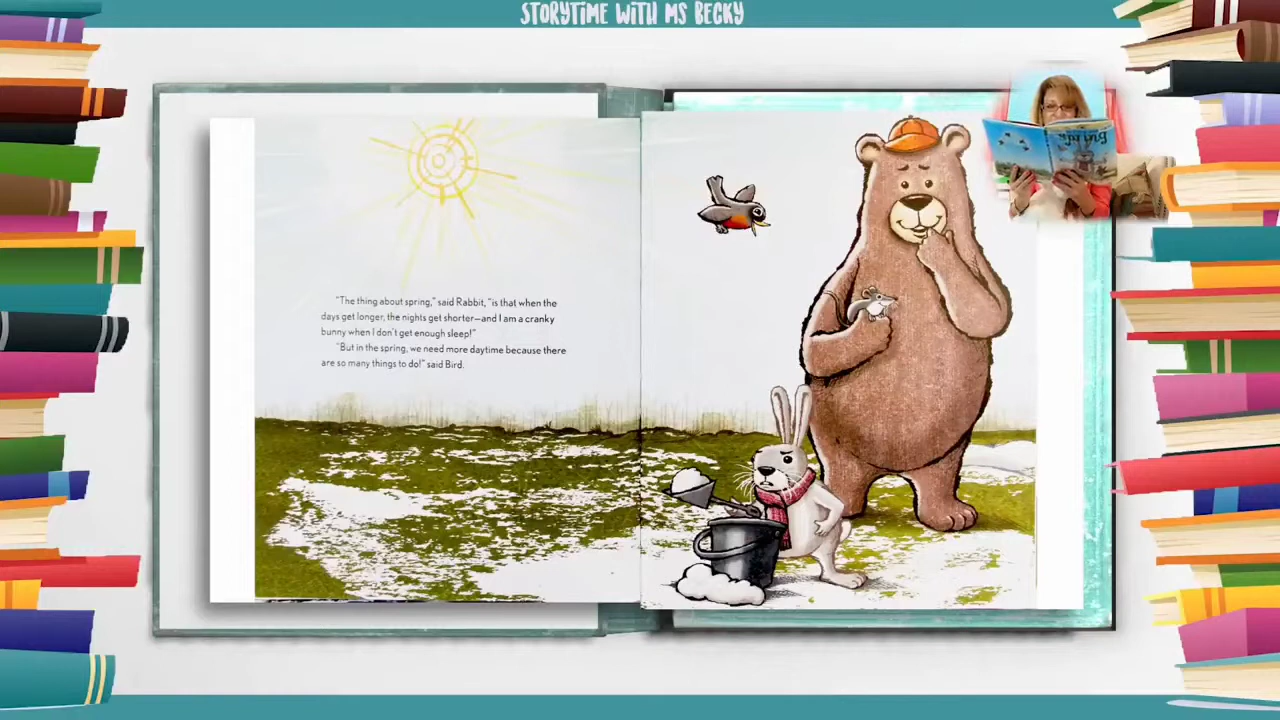 STORYTIME WITH MS BECKY
"The thing about spring," said Rabbit, "is that when the
days get longer, the nights get shorter—and I am a cranky
bunny when I don't get enough sleep!"
"But in the spring, we need more daytime because there
are so many things to do!" said Bird.
spring